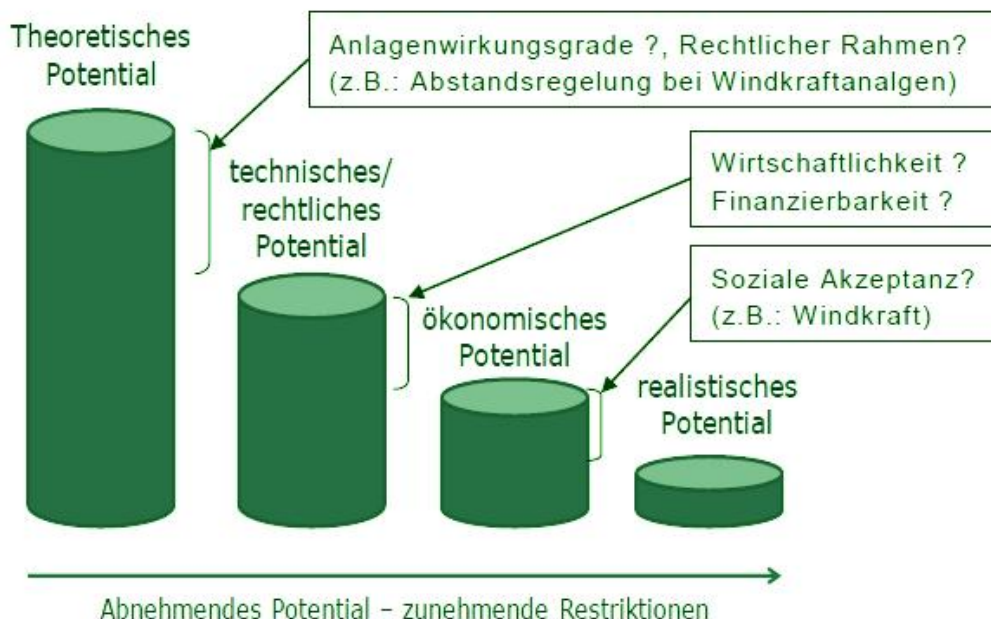 Theoretisches
Potential
Anlagenwirkungsgrade ?, Rechtlicher Rahmen?
(z.B.: Abstandsregelung bei Windkraftanalgen)
technisches/
rechtliches
Potential
Wirtschaftlichkeit ?
Finanzierbarkeit ?
ökonomisches
Potential
Soziale Akzeptanz?
(z.B.: Windkraft)
realistisches
Potential
Abnehmendes Potential – zunehmende Restriktionen